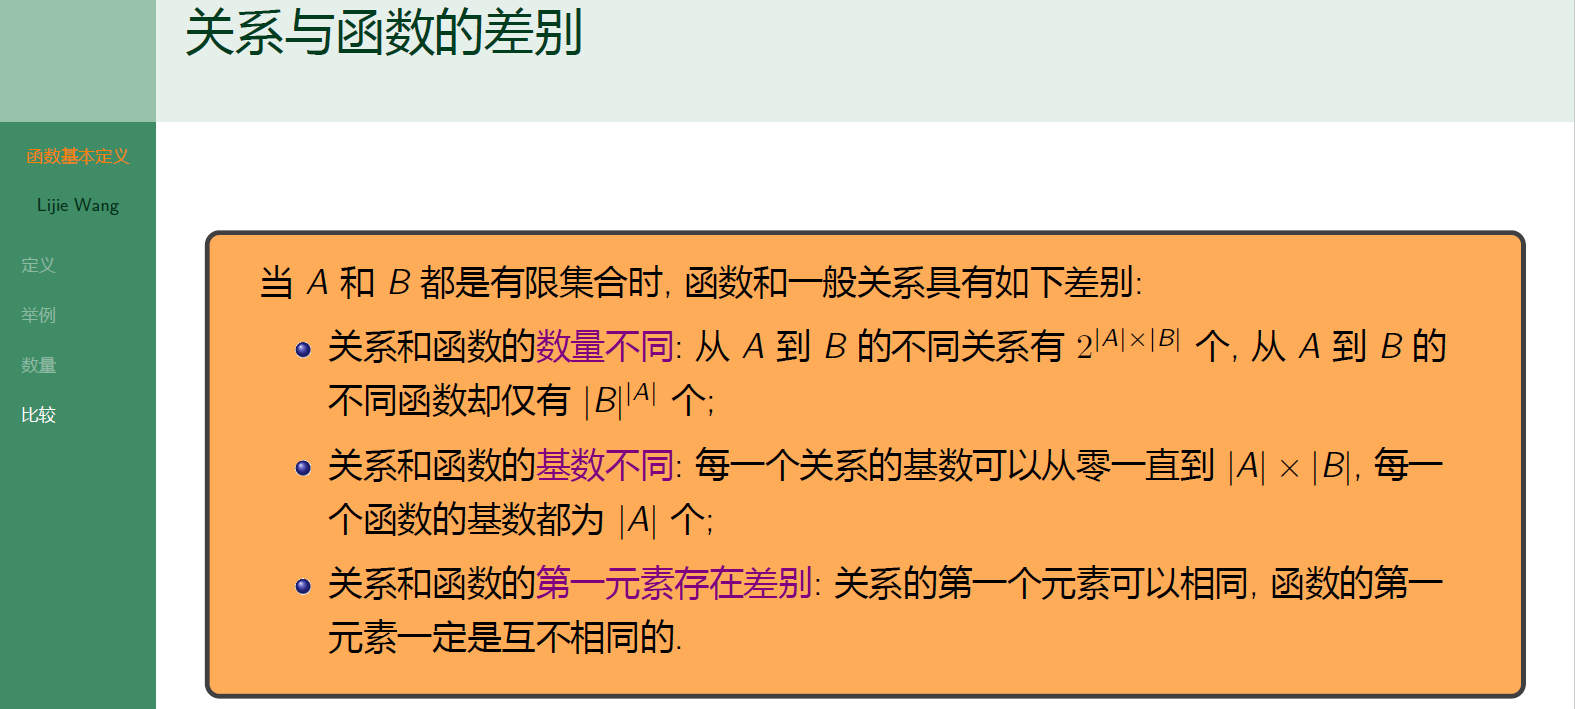 关系与函数的差别
函数基本定义
Lijie Wang
定义
举例
数量
比较
当 A 和 B 都是有限集合时, 函数和一般关系具有如下差别:
关系和函数的数量不同: 从 A 到 B 的不同关系有 2^{|A|×|B|} 个, 从 A 到 B 的
不同函数却仅有 |B|^{|A|} 个;
关系和函数的基数不同: 每一个关系的基数可以从零一直到 |A| × |B|, 每一
个函数的基数都为 |A| 个;
关系和函数的第一元素存在差别: 关系的第一个元素可以相同, 函数的第一
元素一定是互不相同的.